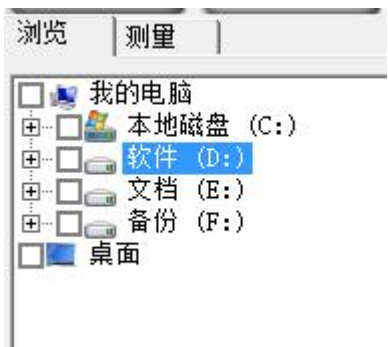 浏览 测量
我的电脑
本地磁盘 (C:)
软件 (D:)
文档 (E:)
备份 (F:)
桌面